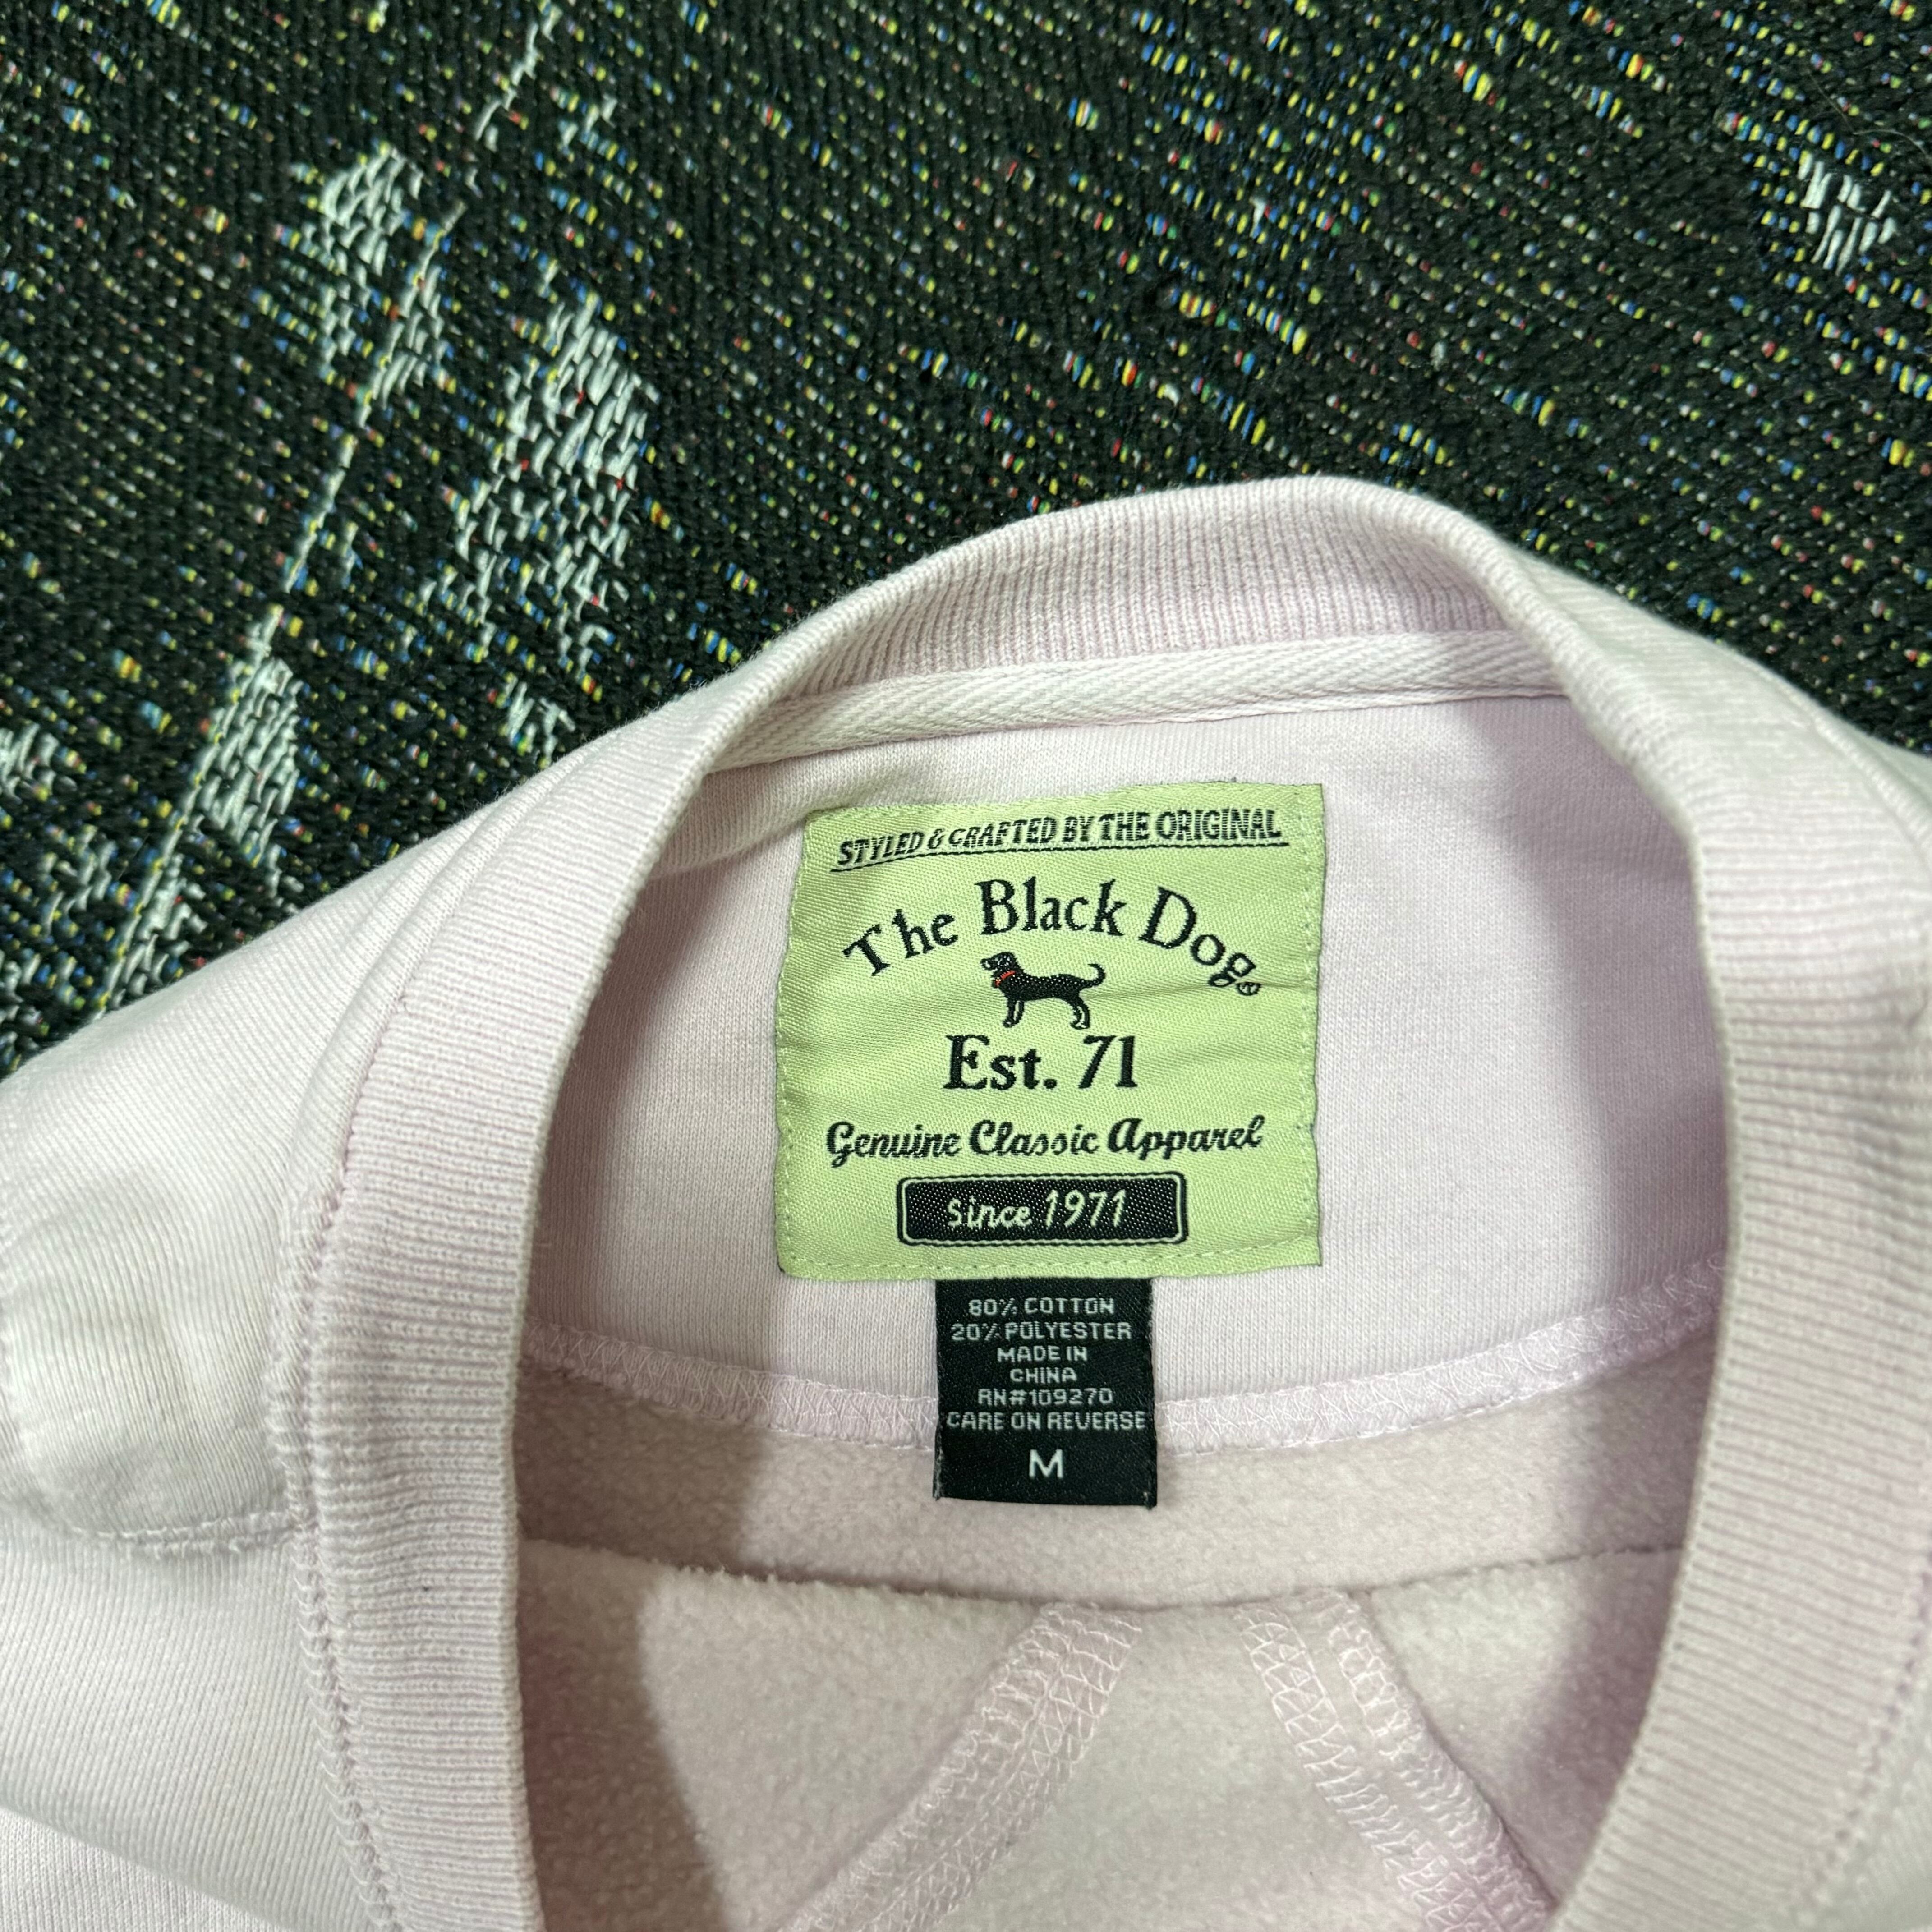 STYLED & CRAFTED BY THE ORIGINAL
The Black Dog®
Est. 71
Genuine Classic Apparel
Since 1971
80% COTTON
20% POLYESTER
MADE IN
CHINA
RN#109270
CARE ON REVERSE
M